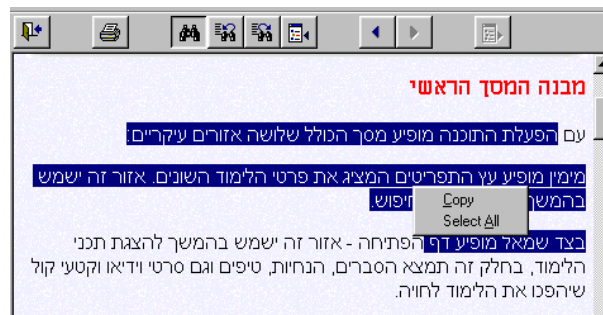 מבנה המסך הראשי
עם הפעלת התוכנה מופיע מסך הכולל שלושה אזורים עיקריים:
מימין מופיע עץ התפריטים המציג את פרטי הלימוד השונים. אזור זה ישמש
בהמשך חיפוש.
Copy
Select All
בצד שמאל מופיע דף הפתיחה - אזור זה ישמש בהמשך להצגת תכני
הלימוד, בחלק זה תמצא הסברים, הנחיות, טיפים וגם סרטי וידיאו וקטעי קול
שיהפכו את הלימוד לחויה.